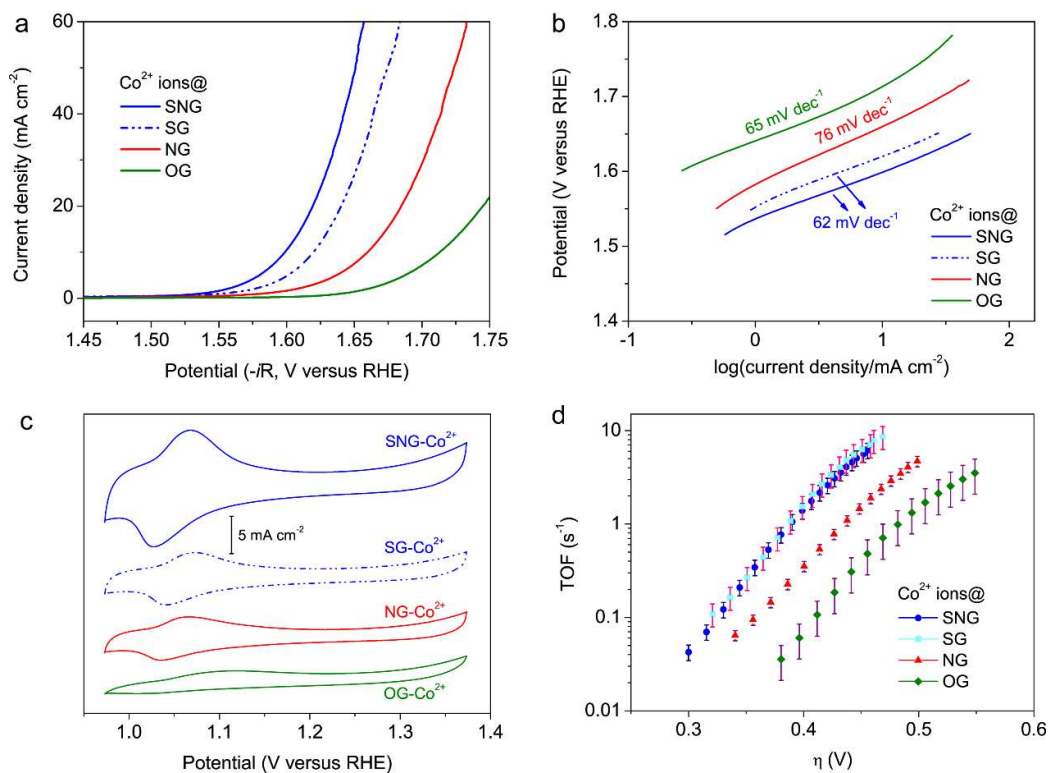 a
60
40
20
0
Current density (mA cm⁻²)
Co²⁺ ions@
SNG
SG
NG
OG
1.45 1.50 1.55 1.60 1.65 1.70 1.75
Potential (-iR, V versus RHE)
b
1.8
1.7
1.6
1.5
1.4
Potential (V versus RHE)
65 mV dec⁻¹
76 mV dec⁻¹
62 mV dec⁻¹
Co²⁺ ions@
SNG
SG
NG
OG
-1 0 1 2
log(current density/mA cm⁻²)
c
SNG-Co²⁺
5 mA cm⁻²
SG-Co²⁺
NG-Co²⁺
OG-Co²⁺
1.0 1.1 1.2 1.3 1.4
Potential (V versus RHE)
d
10
1
0.1
0.01
TOF (s⁻¹)
Co²⁺ ions@
SNG
SG
NG
OG
0.3 0.4 0.5 0.6
η (V)